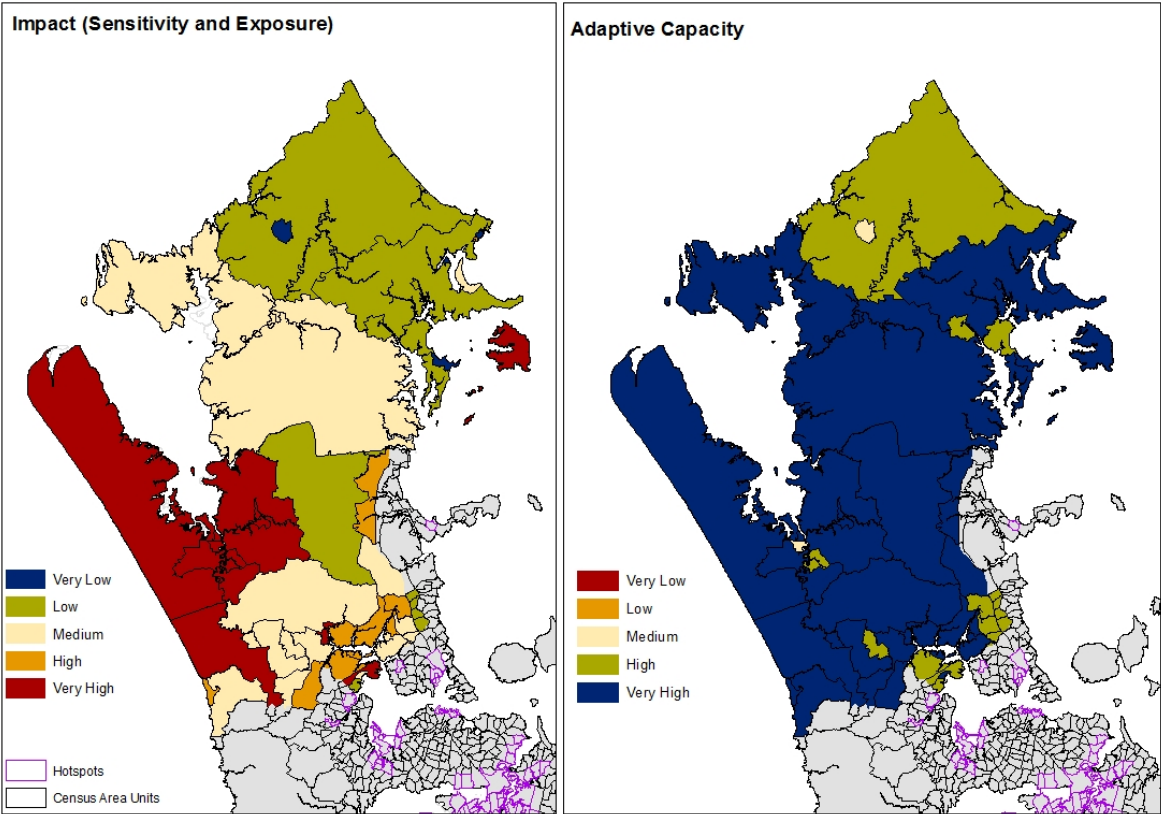 Impact (Sensitivity and Exposure)
Very Low
Low
Medium
High
Very High
Hotspots
Census Area Units
Adaptive Capacity
Very Low
Low
Medium
High
Very High